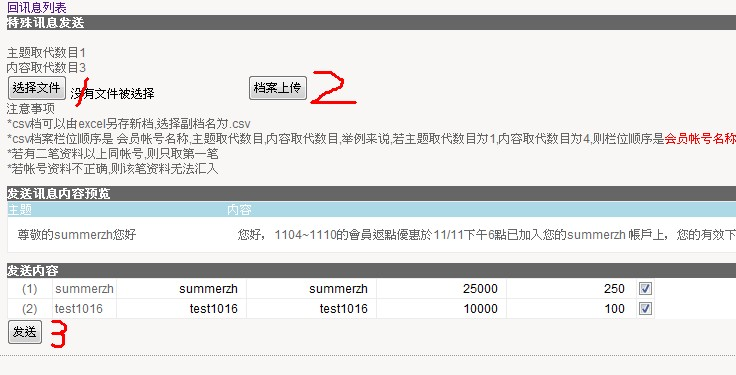 回讯息列表
特殊讯息发送
主题取代数目1
内容取代数目3
选择文件 1 没有文件被选择 档案上传 2
注意事项
*csv档可以由excel另存新档,选择副档名为.csv
*csv档案栏位顺序是 会员帐号名称,主题取代数目,内容取代数目,举例来说,若主题取代数目为1,内容取代数目为4,则栏位顺序是会员帐号名称
*若有二笔资料以上同帐号,则只取第一笔
*若帐号资料不正确,则该笔资料无法汇入
发送讯息内容预览
主题 内容
尊敬的summerzh您好 您好，1104~1110的會員返點優惠於11/11下午6點已加入您的summerzh 帳戶上，您的有效下
发送内容
(1) summerzh summerzh summerzh 25000 250
(2) test1016 test1016 test1016 10000 100
发送 3